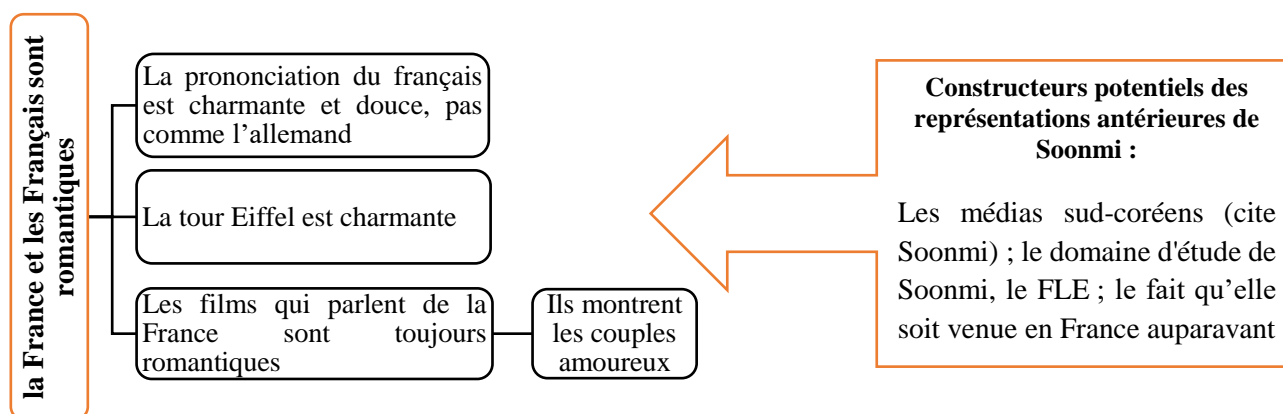 la France et les Français sont
romantiques
La prononciation du français
est charmante et douce, pas
comme l’allemand
La tour Eiffel est charmante
Les films qui parlent de la
France sont toujours
romantiques
Ils montrent
les couples
amoureux
Constructeurs potentiels des
représentations antérieures de
Soonmi :
Les médias sud-coréens (cite
Soonmi) ; le domaine d'étude de
Soonmi, le FLE ; le fait qu’elle
soit venue en France auparavant